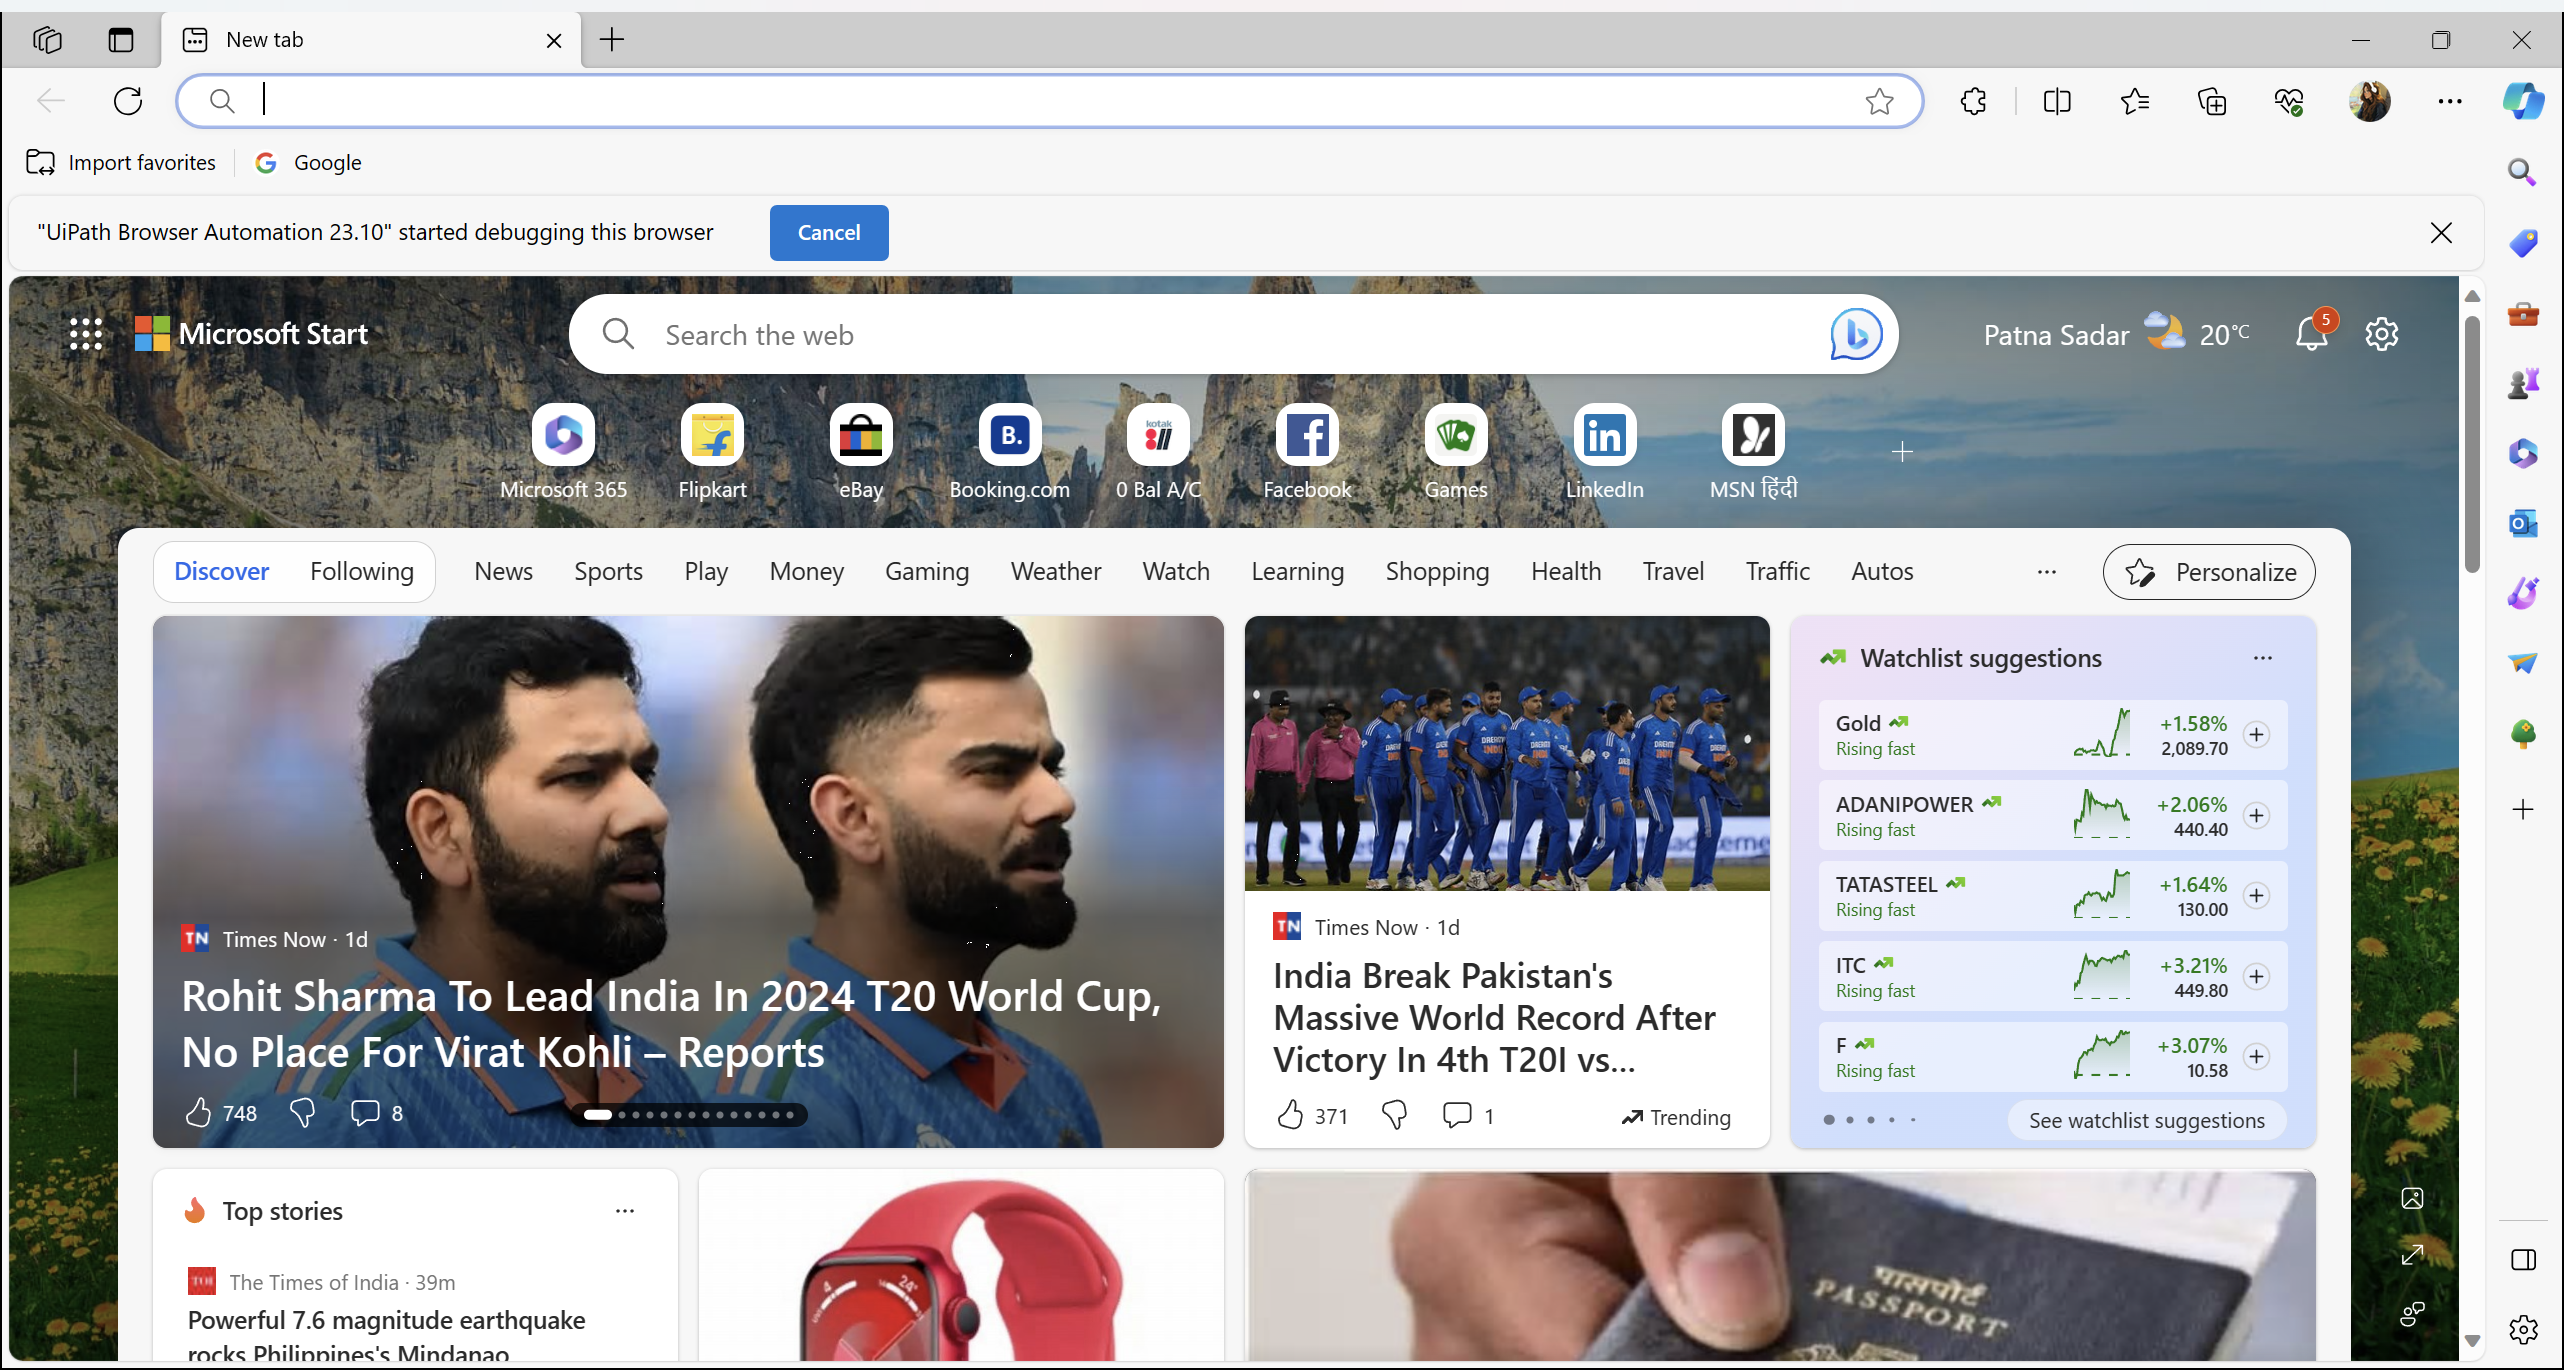 New tab
Import favorites
Google
"UiPath Browser Automation 23.10" started debugging this browser
Cancel
Microsoft Start
Search the web
Patna Sadar
20°C
5
kotak
B.
Microsoft 365
Flipkart
eBay
Booking.com
0 Bal A/C
Facebook
Games
LinkedIn
MSN हिंदी
Discover
Following
News
Sports
Play
Money
Gaming
Weather
Watch
Learning
Shopping
Health
Travel
Traffic
Autos
Personalize
TN
Times Now · 1d
Rohit Sharma To Lead India In 2024 T20 World Cup,
No Place For Virat Kohli – Reports
748
8
TN
Times Now · 1d
India Break Pakistan's
Massive World Record After
Victory In 4th T20I vs...
371
1
Trending
Watchlist suggestions
Gold
+1.58%
Rising fast
2,089.70
ADANIPOWER
+2.06%
Rising fast
440.40
TATASTEEL
+1.64%
Rising fast
130.00
ITC
+3.21%
Rising fast
449.80
F
+3.07%
Rising fast
10.58
See watchlist suggestions
Top stories
TOI
The Times of India · 39m
Powerful 7.6 magnitude earthquake
rocks Philippines's Mindanao
पासपोर्ट
PASSPORT